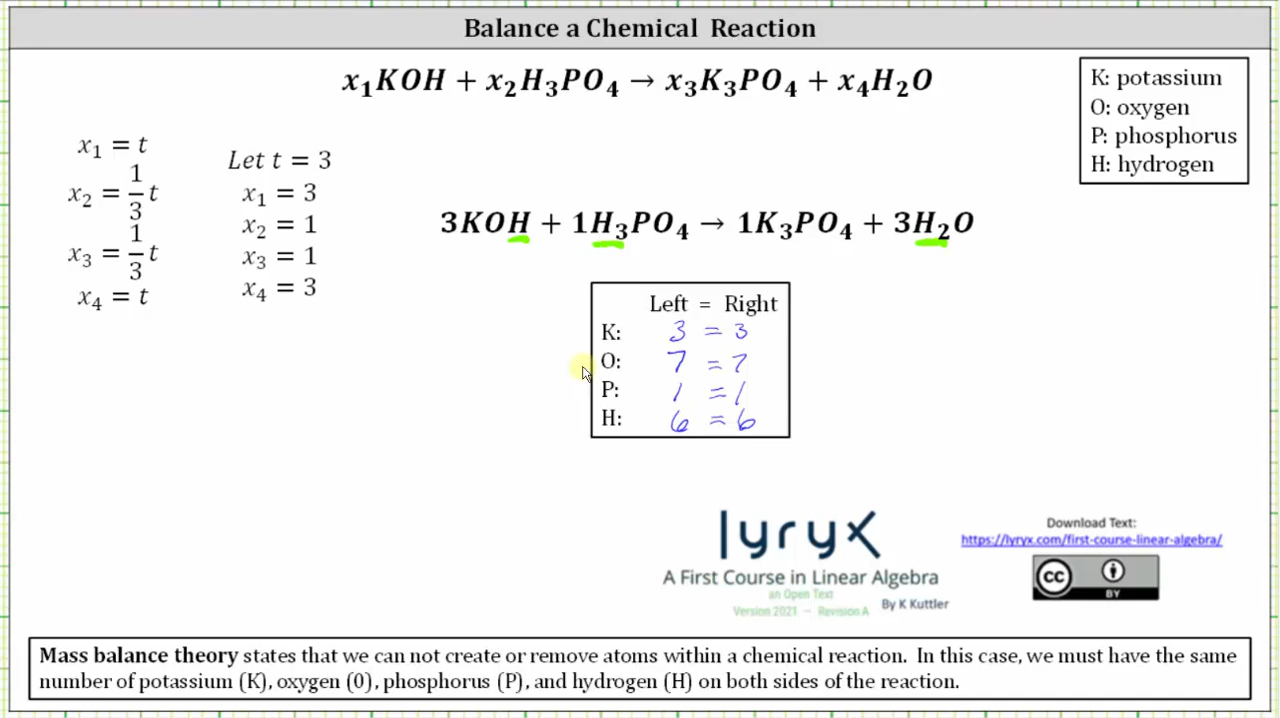 Balance a Chemical Reaction
x₁KOH + x₂H₃PO₄ → x₃K₃PO₄ + x₄H₂O
K: potassium
O: oxygen
P: phosphorus
H: hydrogen
x₁ = t
x₂ = 1/3 t
x₃ = 1/3 t
x₄ = t
Let t = 3
x₁ = 3
x₂ = 1
x₃ = 1
x₄ = 3
3KOH + 1H₃PO₄ → 1K₃PO₄ + 3H₂O
Left = Right
K: 3 = 3
O: 7 = 7
P: 1 = 1
H: 6 = 6
lyryx
A First Course in Linear Algebra
an Open Text
By K Kuttler
Version 2021 — Revision A
Download Text:
https://lyryx.com/first-course-linear-algebra/
CC
BY
Mass balance theory states that we can not create or remove atoms within a chemical reaction. In this case, we must have the same
number of potassium (K), oxygen (0), phosphorus (P), and hydrogen (H) on both sides of the reaction.